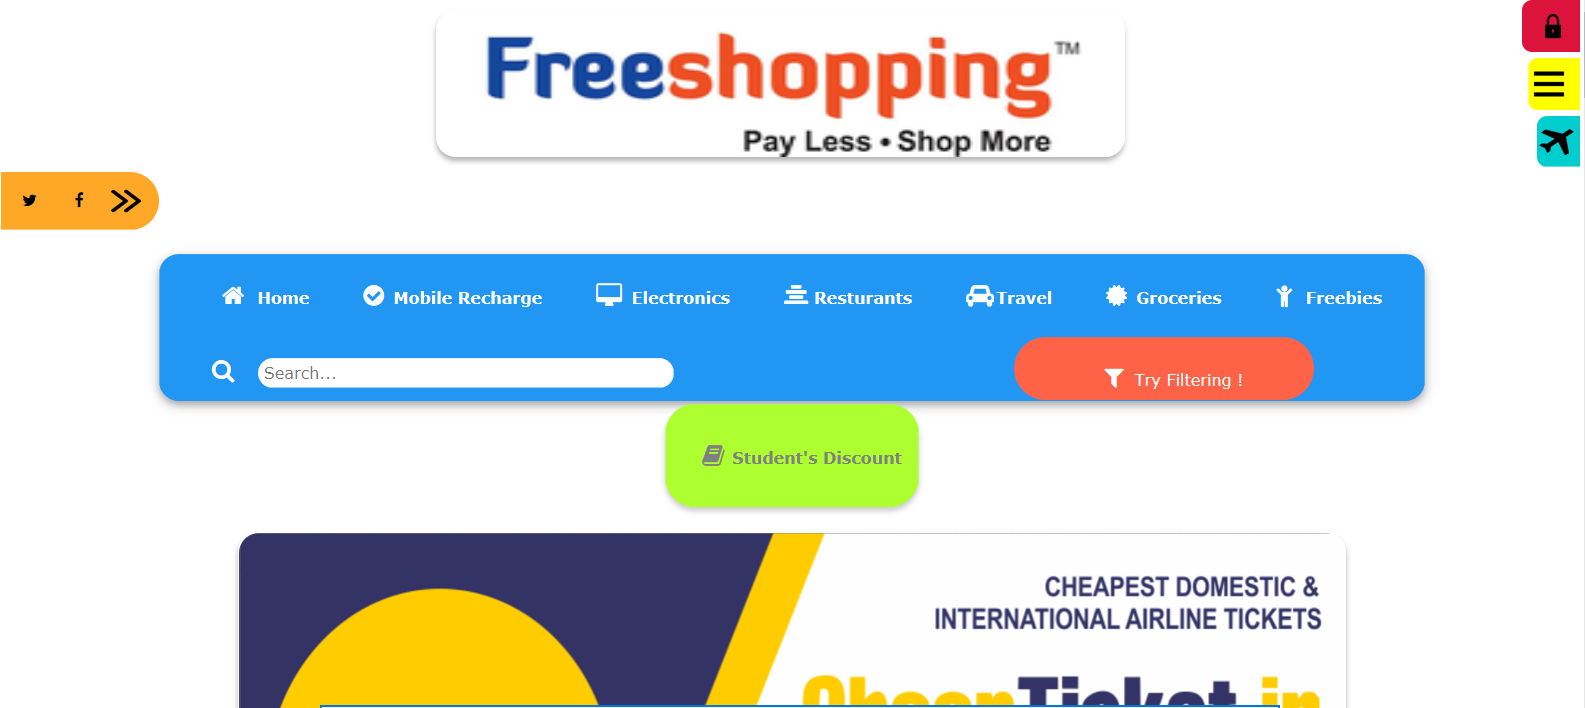 Freeshopping™
Pay Less • Shop More
Home Mobile Recharge Electronics Resturants Travel Groceries Freebies
Search...
Try Filtering !
Student's Discount
CHEAPEST DOMESTIC &
INTERNATIONAL AIRLINE TICKETS